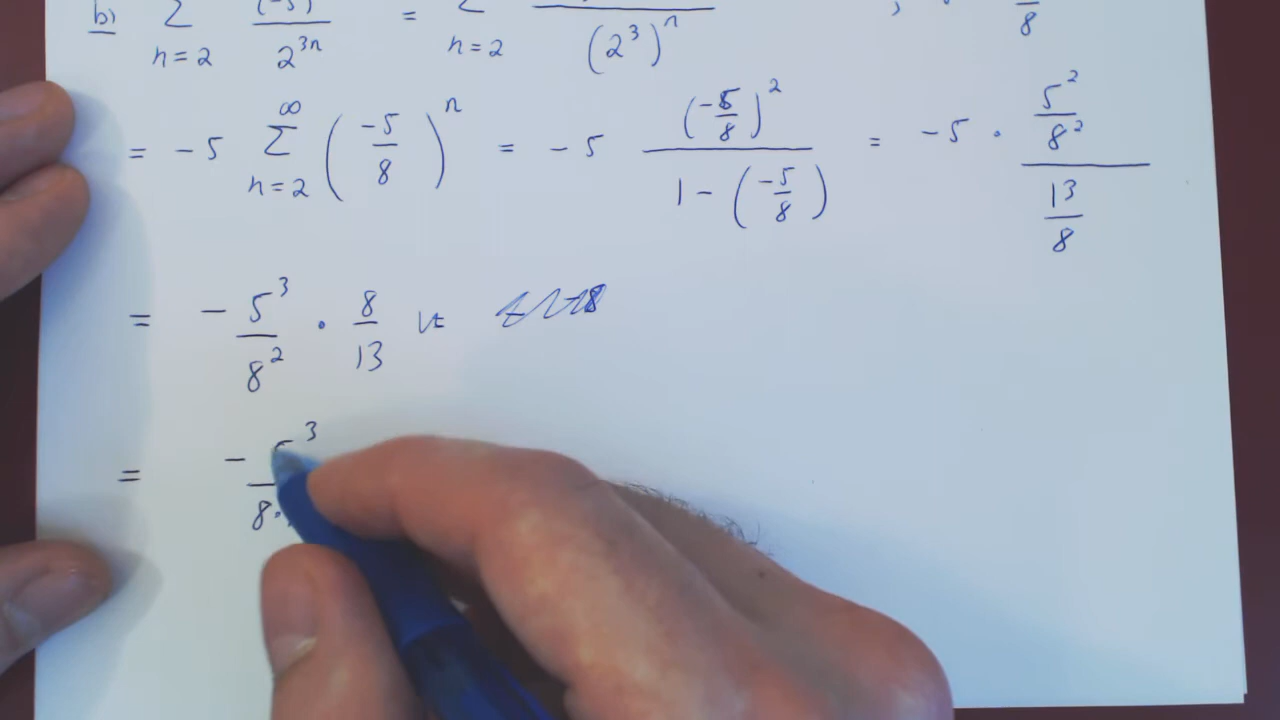 b) Σ n=2 (-5) / 2^{3n} = Σ n=2 / (2^3)^n ; 8
= -5 Σ_{n=2}^{∞} (-5/8)^n = -5 (-5/8)^2 / (1 - (-5/8)) = -5 · (5^2/8^2) / (13/8)
= - 5^3/8^2 · 8/13
= - 5^3 / 8 ·